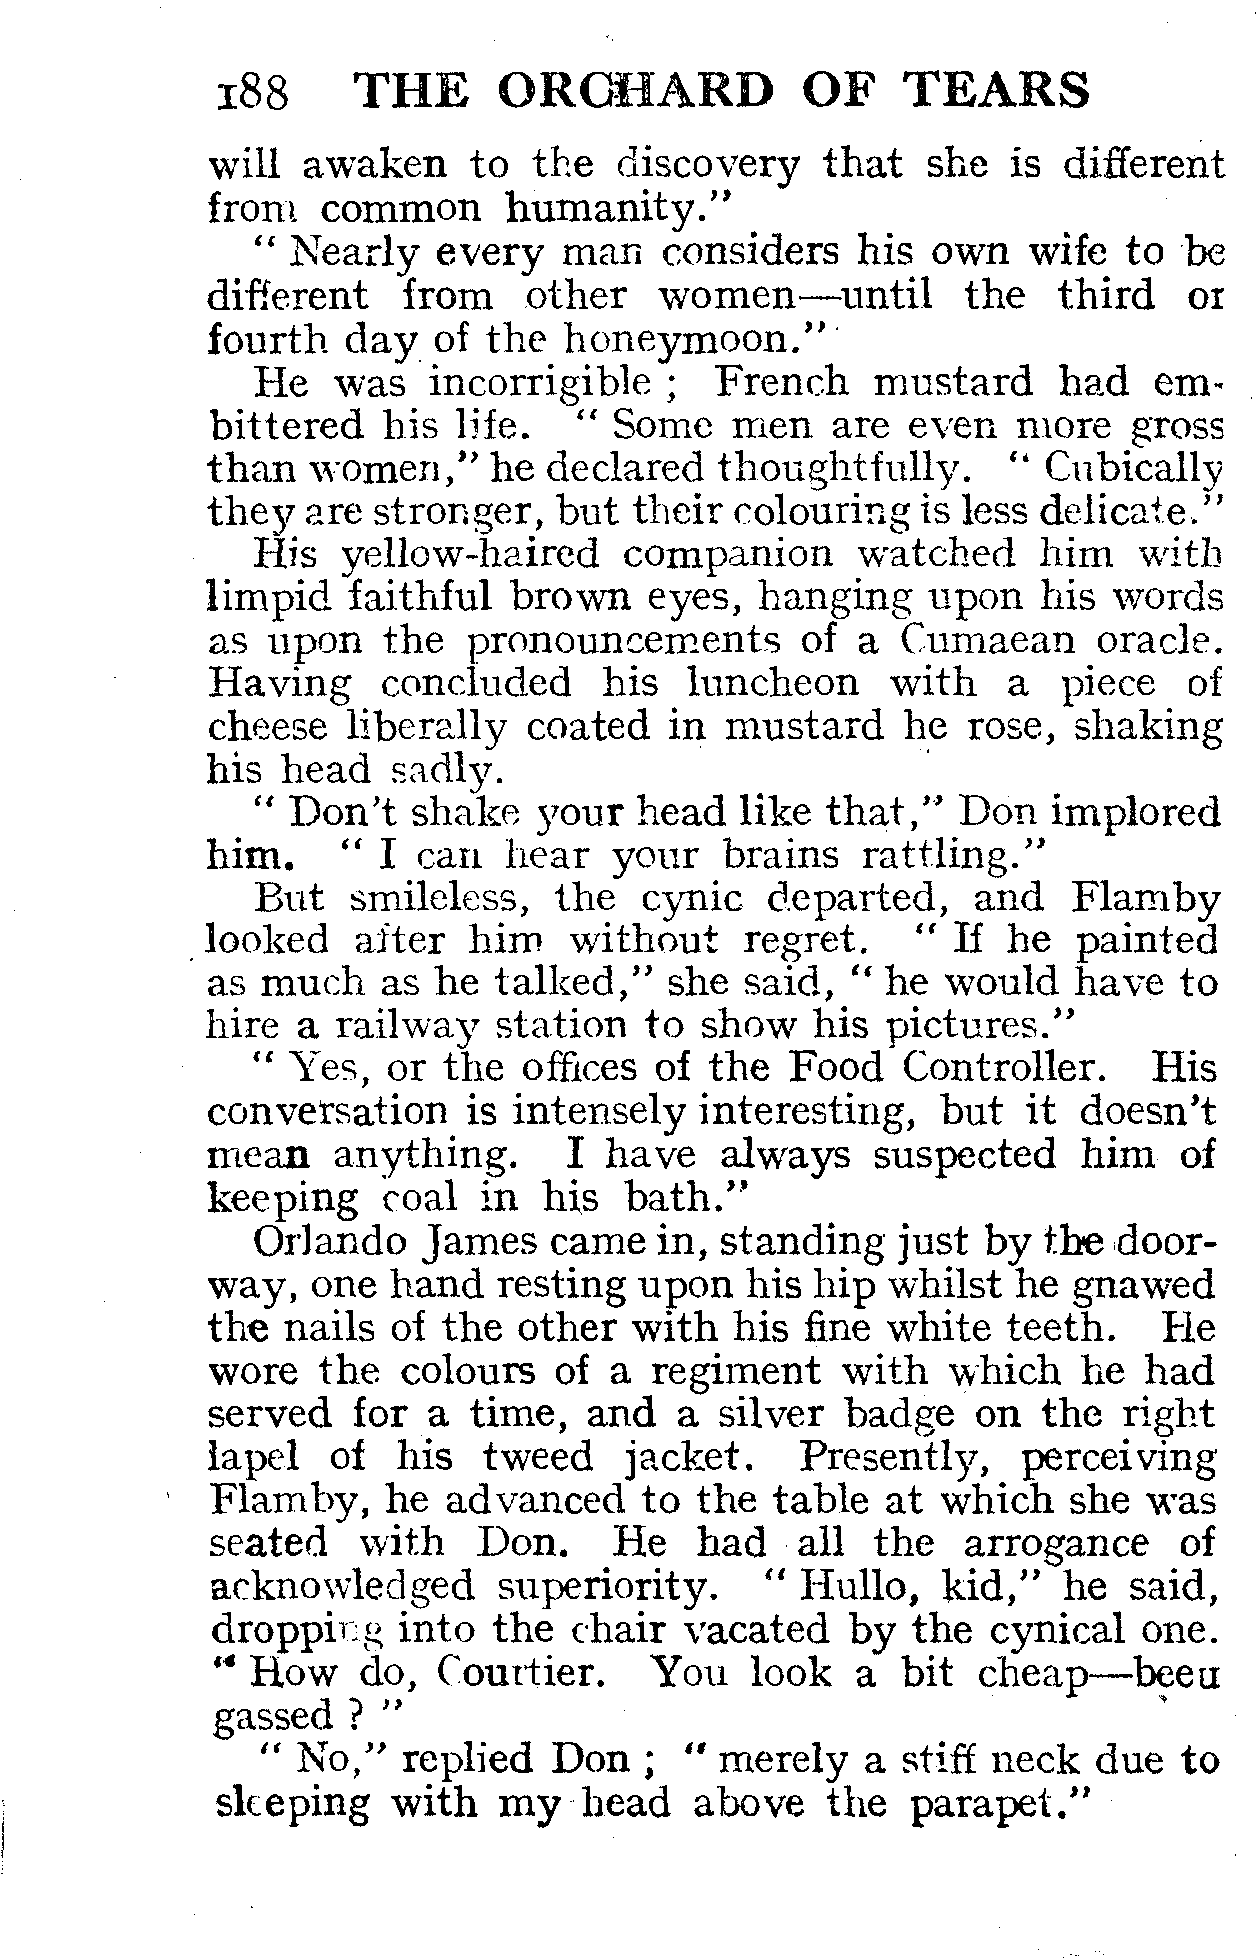 188 THE ORCHARD OF TEARS
will awaken to the discovery that she is different
from common humanity."
" Nearly every man considers his own wife to be
different from other women—until the third or
fourth day of the honeymoon."
He was incorrigible ; French mustard had em-
bittered his life. " Some men are even more gross
than women," he declared thoughtfully. " Cubically
they are stronger, but their colouring is less delicate."
His yellow-haired companion watched him with
limpid faithful brown eyes, hanging upon his words
as upon the pronouncements of a Cumaean oracle.
Having concluded his luncheon with a piece of
cheese liberally coated in mustard he rose, shaking
his head sadly.
" Don't shake your head like that," Don implored
him. " I can hear your brains rattling."
But smileless, the cynic departed, and Flamby
looked after him without regret. " If he painted
as much as he talked," she said, " he would have to
hire a railway station to show his pictures."
" Yes, or the offices of the Food Controller. His
conversation is intensely interesting, but it doesn't
mean anything. I have always suspected him of
keeping coal in his bath."
Orlando James came in, standing just by the door-
way, one hand resting upon his hip whilst he gnawed
the nails of the other with his fine white teeth. He
wore the colours of a regiment with which he had
served for a time, and a silver badge on the right
lapel of his tweed jacket. Presently, perceiving
Flamby, he advanced to the table at which she was
seated with Don. He had all the arrogance of
acknowledged superiority. " Hullo, kid," he said,
dropping into the chair vacated by the cynical one.
" How do, Courtier. You look a bit cheap—been
gassed ? "
" No," replied Don ; " merely a stiff neck due to
sleeping with my head above the parapet."